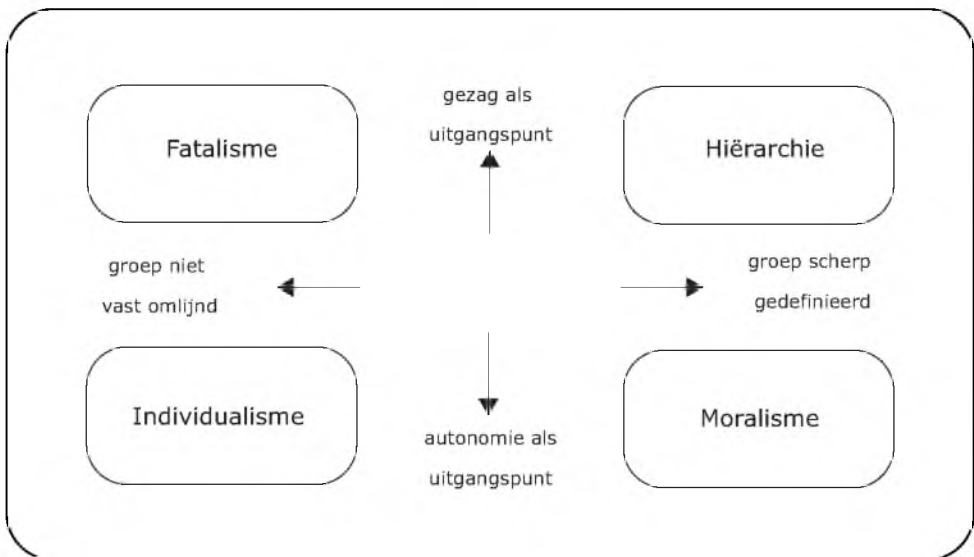 gezag als
uitgangspunt
Fatalisme
Hiërarchie
groep niet
vast omlijnd
groep scherp
gedefinieerd
Individualisme
Moralisme
autonomie als
uitgangspunt